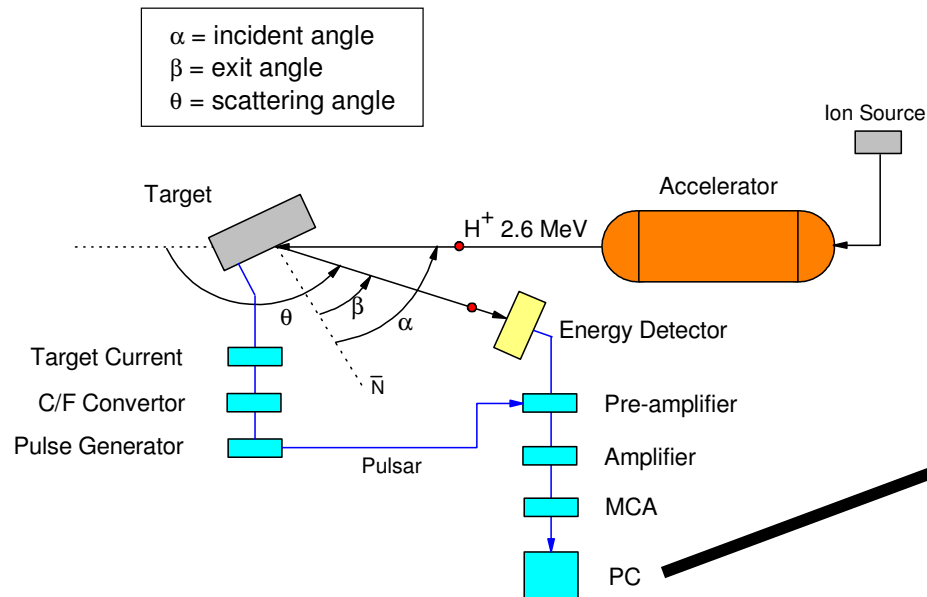 α = incident angle
β = exit angle
θ = scattering angle
Ion Source
Target
Accelerator
H+ 2.6 MeV
θ
β
α
Energy Detector
Target Current
N̅
C/F Convertor
Pre-amplifier
Pulse Generator
Pulsar
Amplifier
MCA
PC